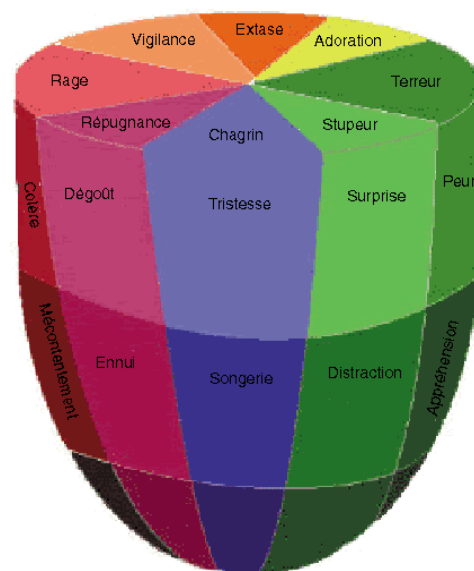 Extase
Vigilance
Adoration
Rage
Terreur
Répugnance
Chagrin
Stupeur
Colère
Dégoût
Tristesse
Surprise
Peur
Mécontentement
Ennui
Songerie
Distraction
Appréhension